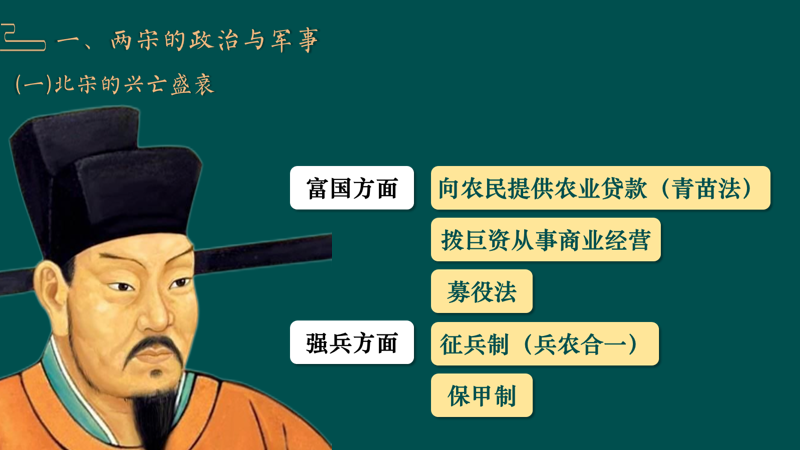 一、两宋的政治与军事
(一)北宋的兴亡盛衰
富国方面
向农民提供农业贷款（青苗法）
拨巨资从事商业经营
募役法
强兵方面
征兵制（兵农合一）
保甲制